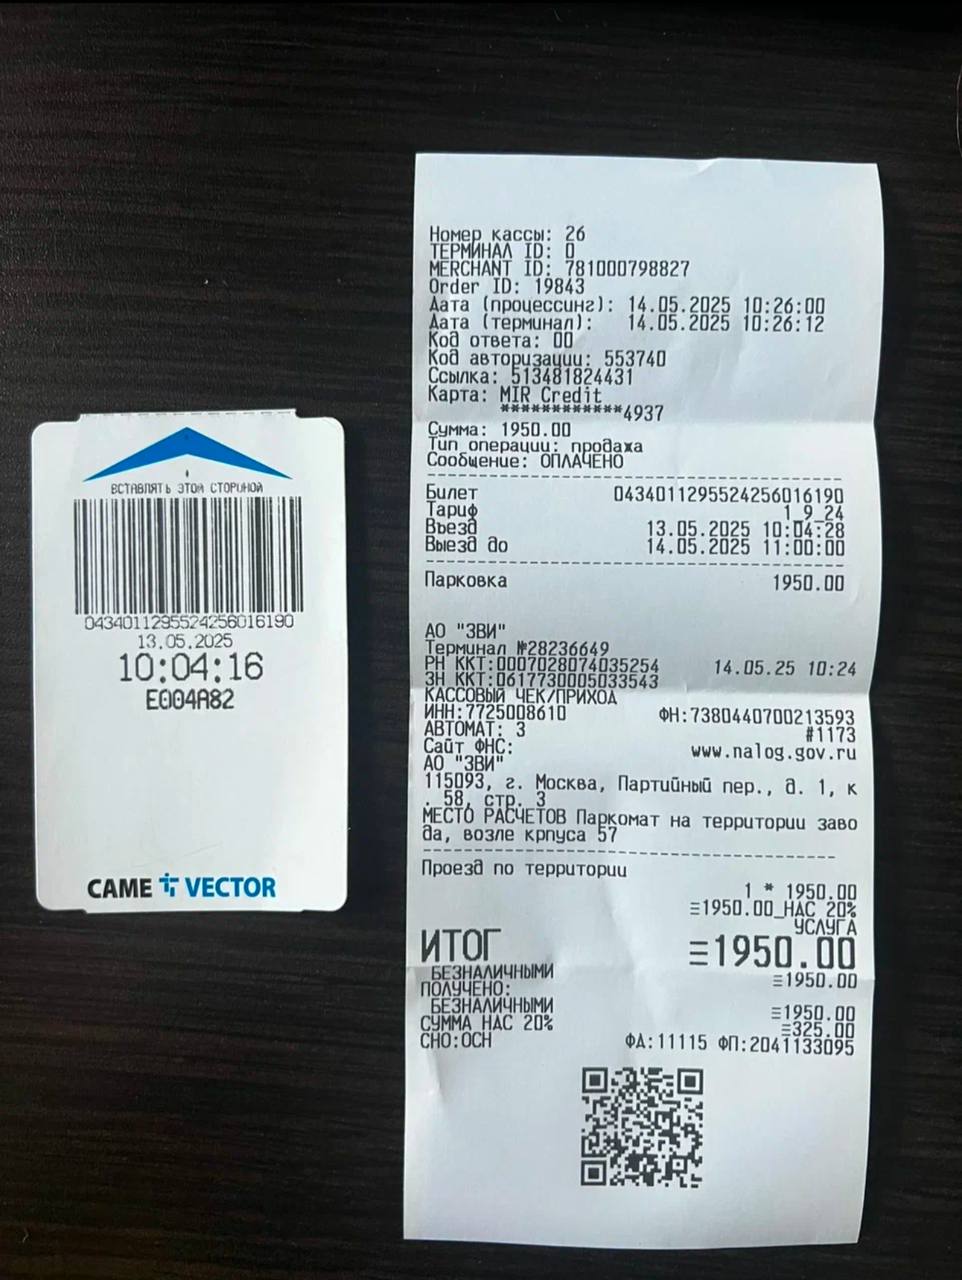 ВСТАВЛЯТЬ ЭТОЙ СТОРОНОЙ
0434011295524256016190
13.05.2025
10:04:16
E004A82
CAME VECTOR
Номер кассы: 26
ТЕРМИНАЛ ID: 0
MERCHANT ID: 781000798827
Order ID: 19843
Дата (процессинг): 14.05.2025 10:26:00
Дата (терминал): 14.05.2025 10:26:12
Код ответа: 00
Код авторизации: 553740
Ссылка: 513481824431
Карта: MIR Credit
************4937
Сумма: 1950.00
Тип операции: продажа
Сообщение: ОПЛАЧЕНО
Билет 0434011295524256016190
Тариф 1_9_24
Въезд 13.05.2025 10:04:28
Выезд до 14.05.2025 11:00:00
Парковка 1950.00
АО "ЗВИ"
Терминал №28236649
РН ККТ:0007028074035254 14.05.25 10:24
ЗН ККТ:0617730005033543
КАССОВЫЙ ЧЕК/ПРИХОД
ИНН:7725008610 ФН:7380440700213593
АВТОМАТ: 3 #1173
Сайт ФНС: www.nalog.gov.ru
АО "ЗВИ"
115093, г. Москва, Партийный пер., д. 1, к
. 58, стр. 3
МЕСТО РАСЧЕТОВ Паркомат на территории заво
да, возле крпуса 57
Проезд по территории
1 * 1950.00
≡1950.00_НДС 20%
УСЛУГА
ИТОГ ≡1950.00
БЕЗНАЛИЧНЫМИ ≡1950.00
ПОЛУЧЕНО:
БЕЗНАЛИЧНЫМИ ≡1950.00
СУММА НДС 20% ≡325.00
СНО:ОСН ФД:11115 ФП:2041133095